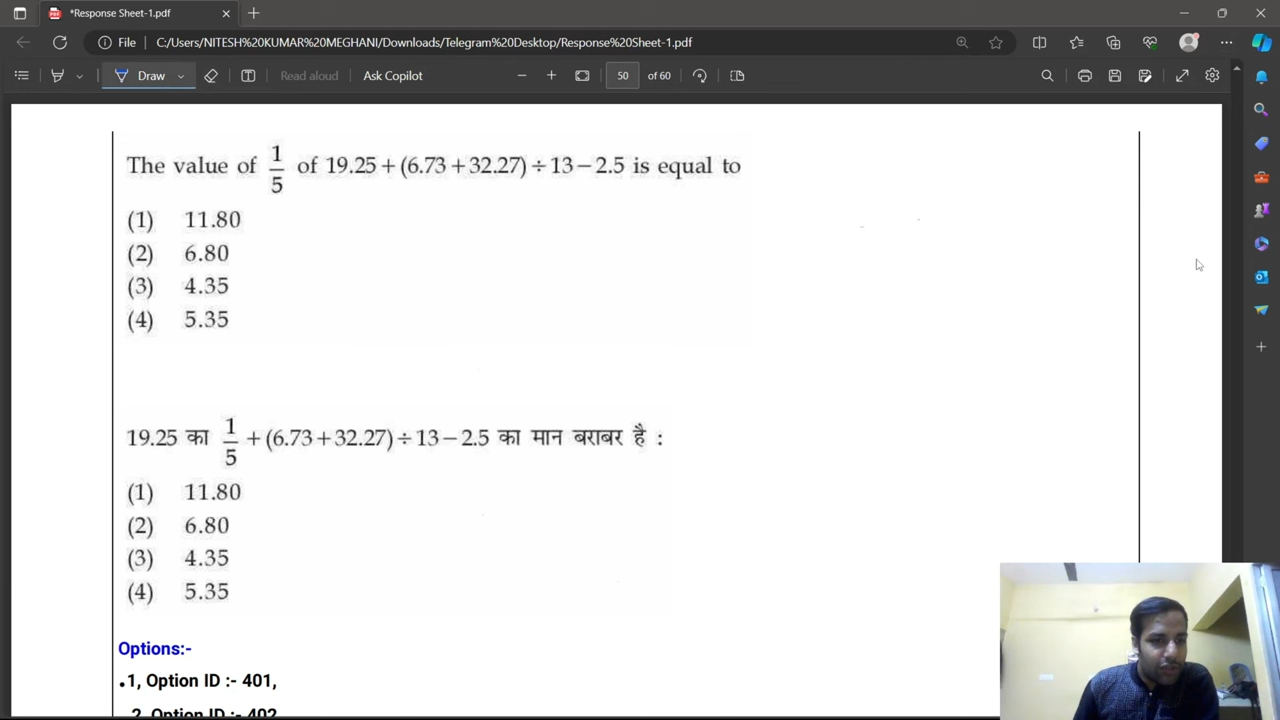 *Response Sheet-1.pdf
File C:/Users/NITESH%20KUMAR%20MEGHANI/Downloads/Telegram%20Desktop/Response%20Sheet-1.pdf
Draw Read aloud Ask Copilot 50 of 60
The value of 1/5 of 19.25+(6.73+32.27)÷13−2.5 is equal to
(1) 11.80
(2) 6.80
(3) 4.35
(4) 5.35
19.25 का 1/5 +(6.73+32.27)÷13−2.5 का मान बराबर है :
(1) 11.80
(2) 6.80
(3) 4.35
(4) 5.35
Options:-
.1, Option ID :- 401,
2, Option ID :- 402